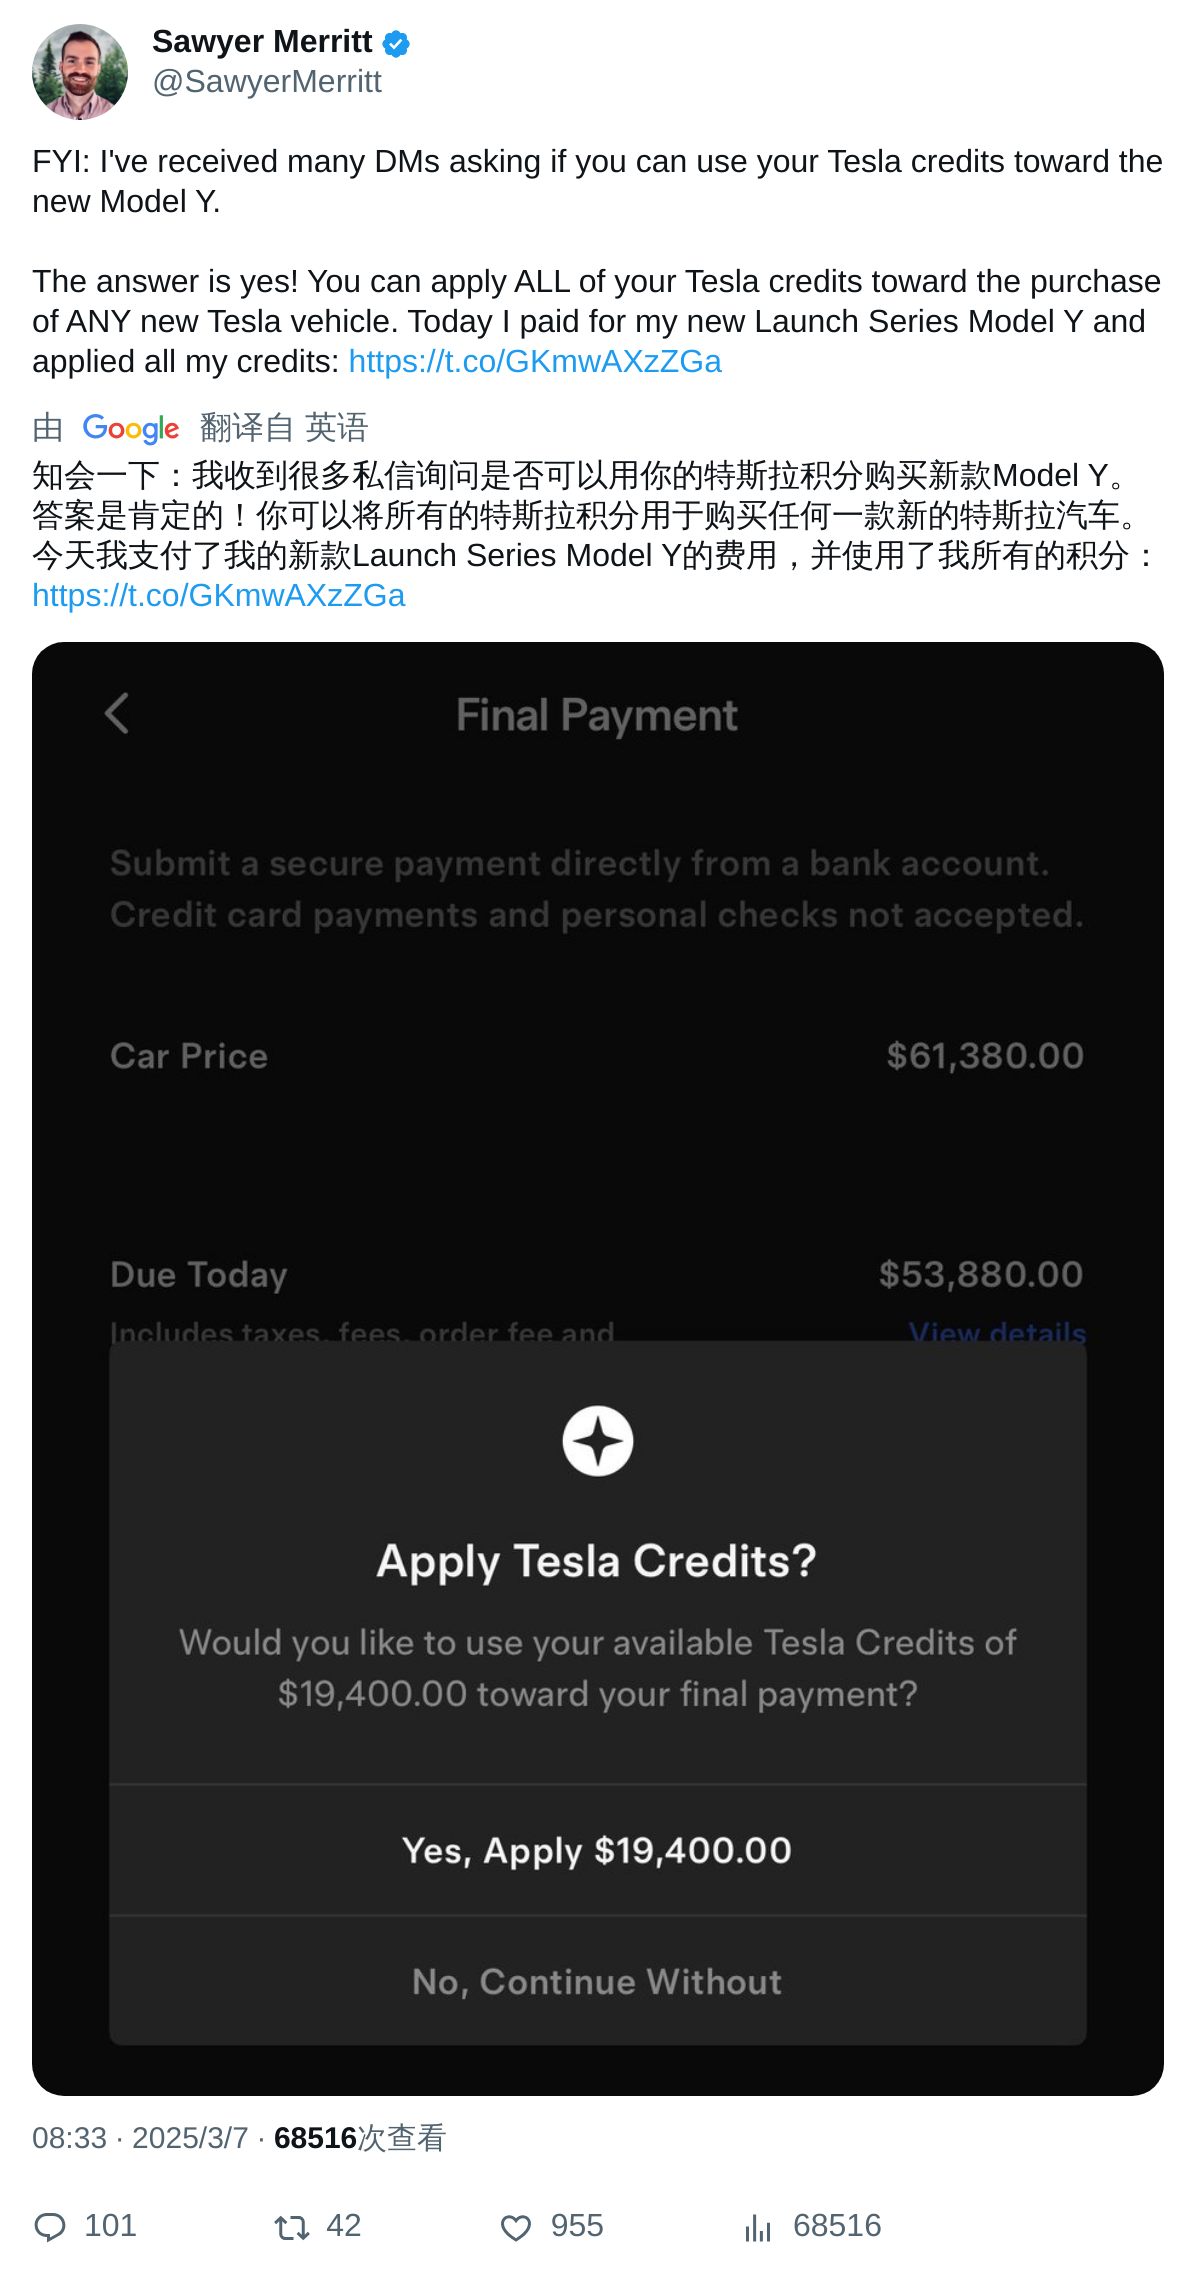 Sawyer Merritt
@SawyerMerritt
FYI: I've received many DMs asking if you can use your Tesla credits toward the
new Model Y.
The answer is yes! You can apply ALL of your Tesla credits toward the purchase
of ANY new Tesla vehicle. Today I paid for my new Launch Series Model Y and
applied all my credits: https://t.co/GKmwAXzZGa
由 Google 翻译自 英语
知会一下：我收到很多私信询问是否可以用你的特斯拉积分购买新款Model Y。
答案是肯定的！你可以将所有的特斯拉积分用于购买任何一款新的特斯拉汽车。
今天我支付了我的新款Launch Series Model Y的费用，并使用了我所有的积分：
https://t.co/GKmwAXzZGa
Final Payment
Submit a secure payment directly from a bank account.
Credit card payments and personal checks not accepted.
Car Price $61,380.00
Due Today $53,880.00
Includes taxes, fees, order fee and View details
Apply Tesla Credits?
Would you like to use your available Tesla Credits of
$19,400.00 toward your final payment?
Yes, Apply $19,400.00
No, Continue Without
08:33 · 2025/3/7 · 68516次查看
101 42 955 68516